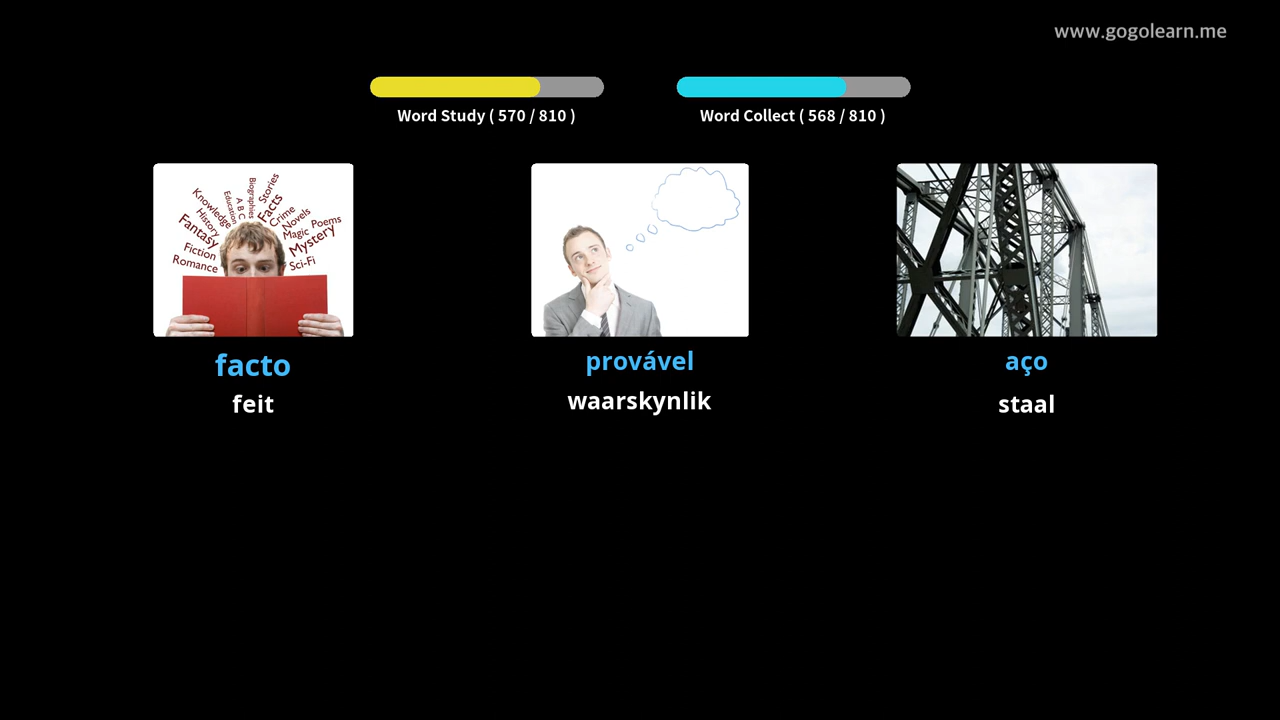 www.gogolearn.me
Word Study ( 570 / 810 )
Word Collect ( 568 / 810 )
Knowledge
History
Fantasy
Fiction
Romance
Education
A B C
Biographies
Stories
Facts
Crime
Novels
Magic
Poems
Mystery
Sci-Fi
facto
feit
provável
waarskynlik
aço
staal